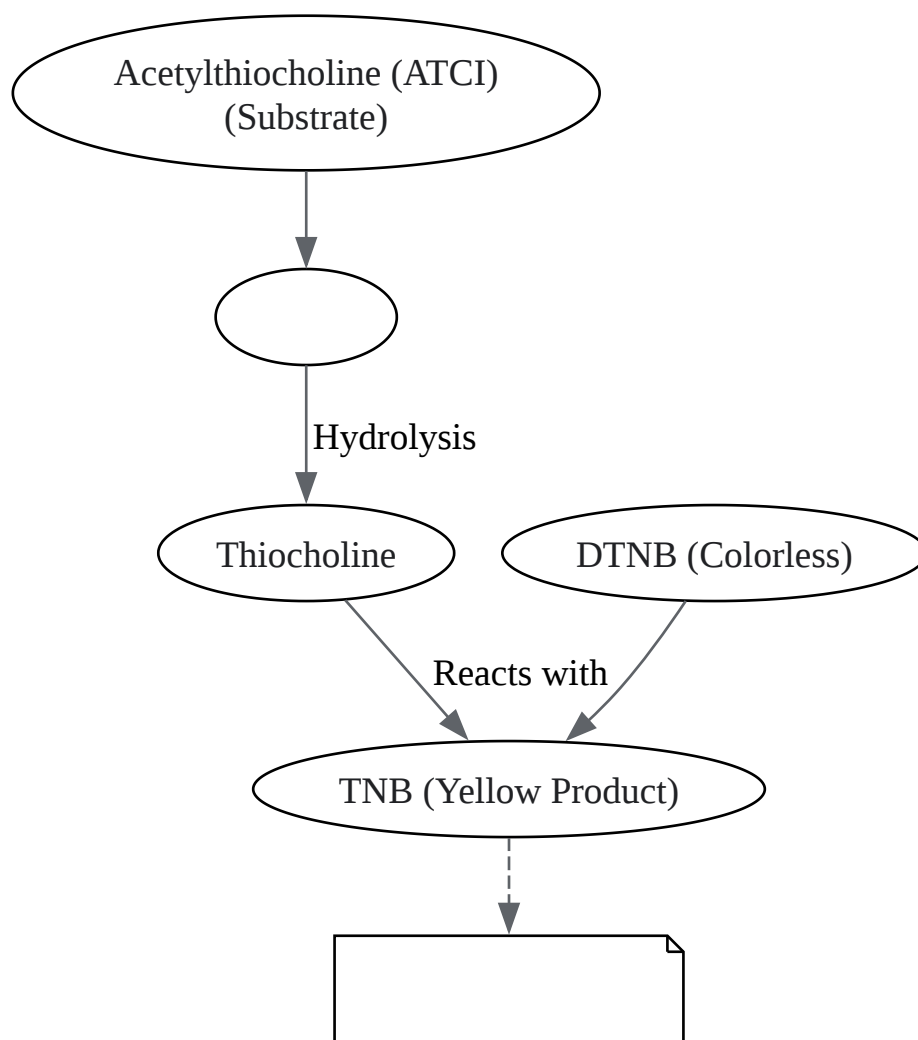 Acetylthiocholine (ATCI)
(Substrate)
Hydrolysis
Thiocholine
DTNB (Colorless)
Reacts with
TNB (Yellow Product)